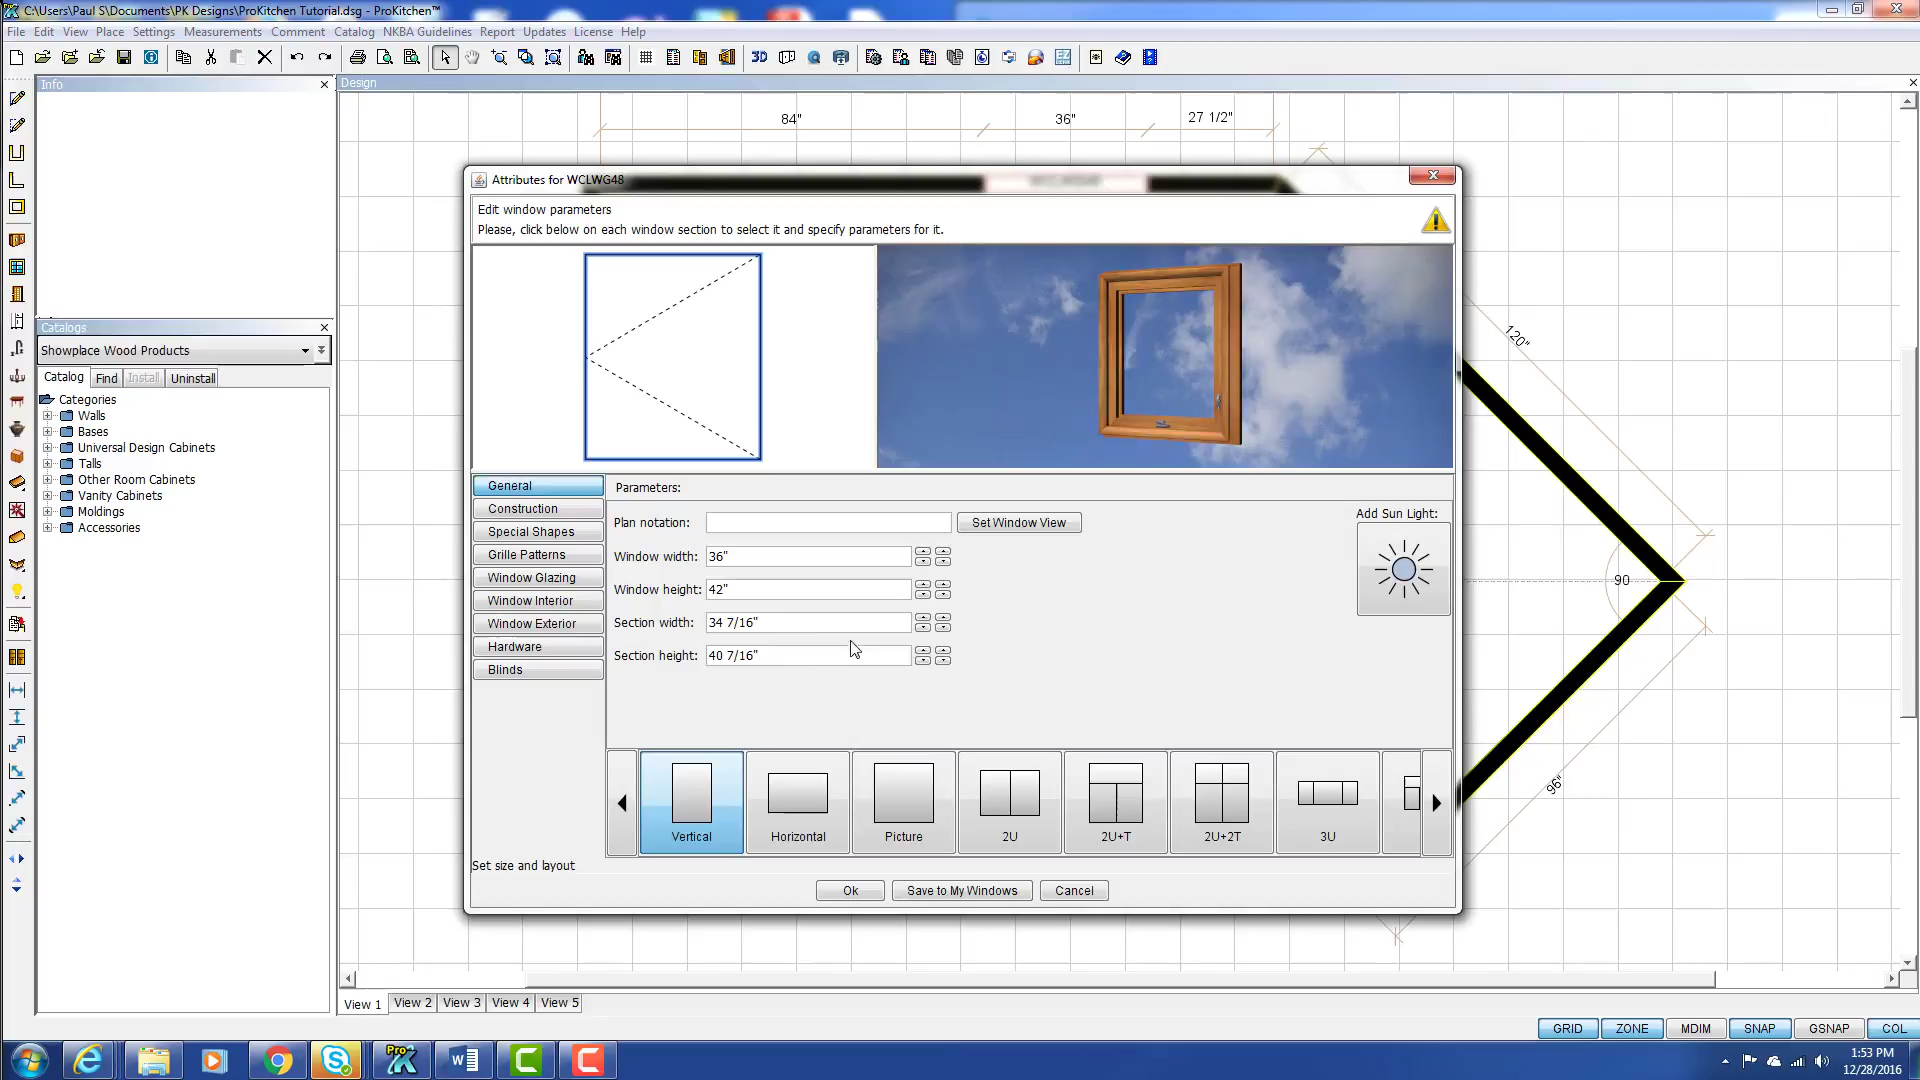 C:\Users\Paul S\Documents\PK Designs\ProKitchen Tutorial.dsg - ProKitchen™
File Edit View Place Settings Measurements Comment Catalog NKBA Guidelines Report Updates License Help
3D
Info
Design
84" 36" 27 1/2"
Attributes for WCLWG48
Edit window parameters
Please, click below on each window section to select it and specify parameters for it.
120"
90
96"
Catalogs
Showplace Wood Products
Catalog Find Install Uninstall
Categories
Walls
Bases
Universal Design Cabinets
Talls
Other Room Cabinets
Vanity Cabinets
Moldings
Accessories
General
Construction
Special Shapes
Grille Patterns
Window Glazing
Window Interior
Window Exterior
Hardware
Blinds
Parameters:
Plan notation: Set Window View
Window width: 36"
Window height: 42"
Section width: 34 7/16"
Section height: 40 7/16"
Add Sun Light:
Vertical Horizontal Picture 2U 2U+T 2U+2T 3U
Set size and layout
Ok Save to My Windows Cancel
View 1 View 2 View 3 View 4 View 5
GRID ZONE MDIM SNAP GSNAP COL
Pro
1:53 PM
12/28/2016